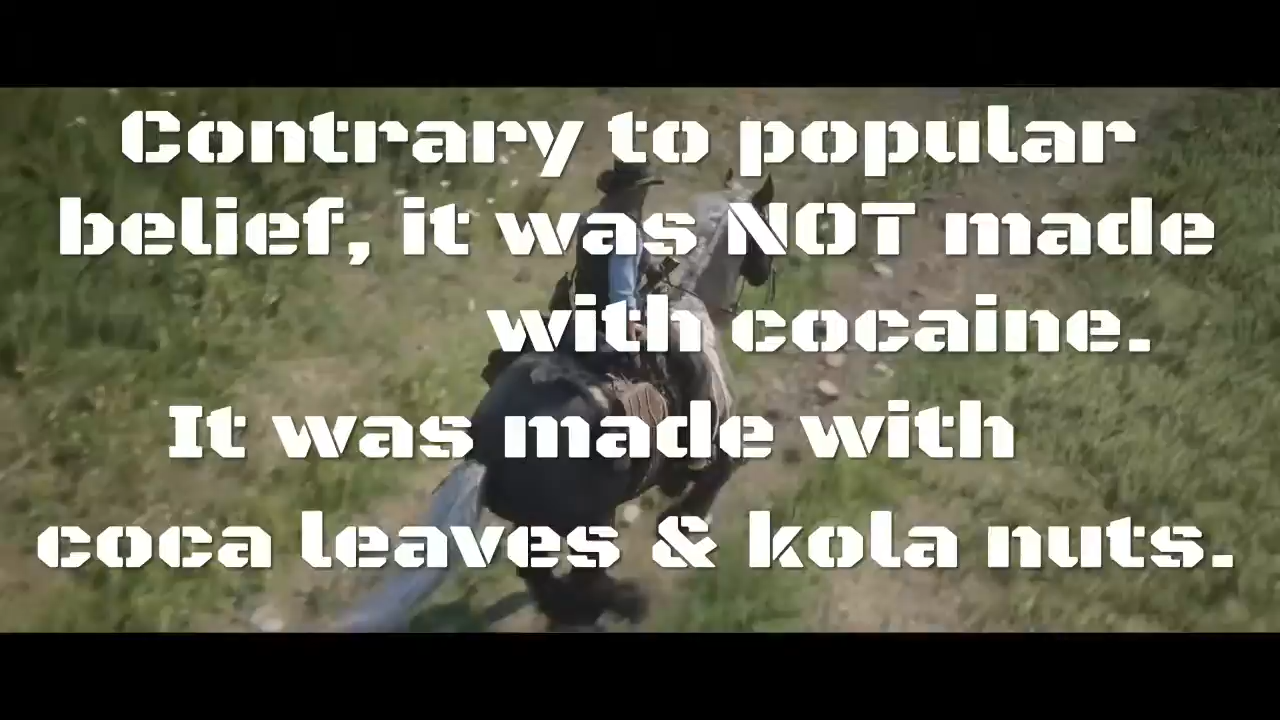 Contrary to popular
belief, it was NOT made
with cocaine.
It was made with
coca leaves & kola nuts.